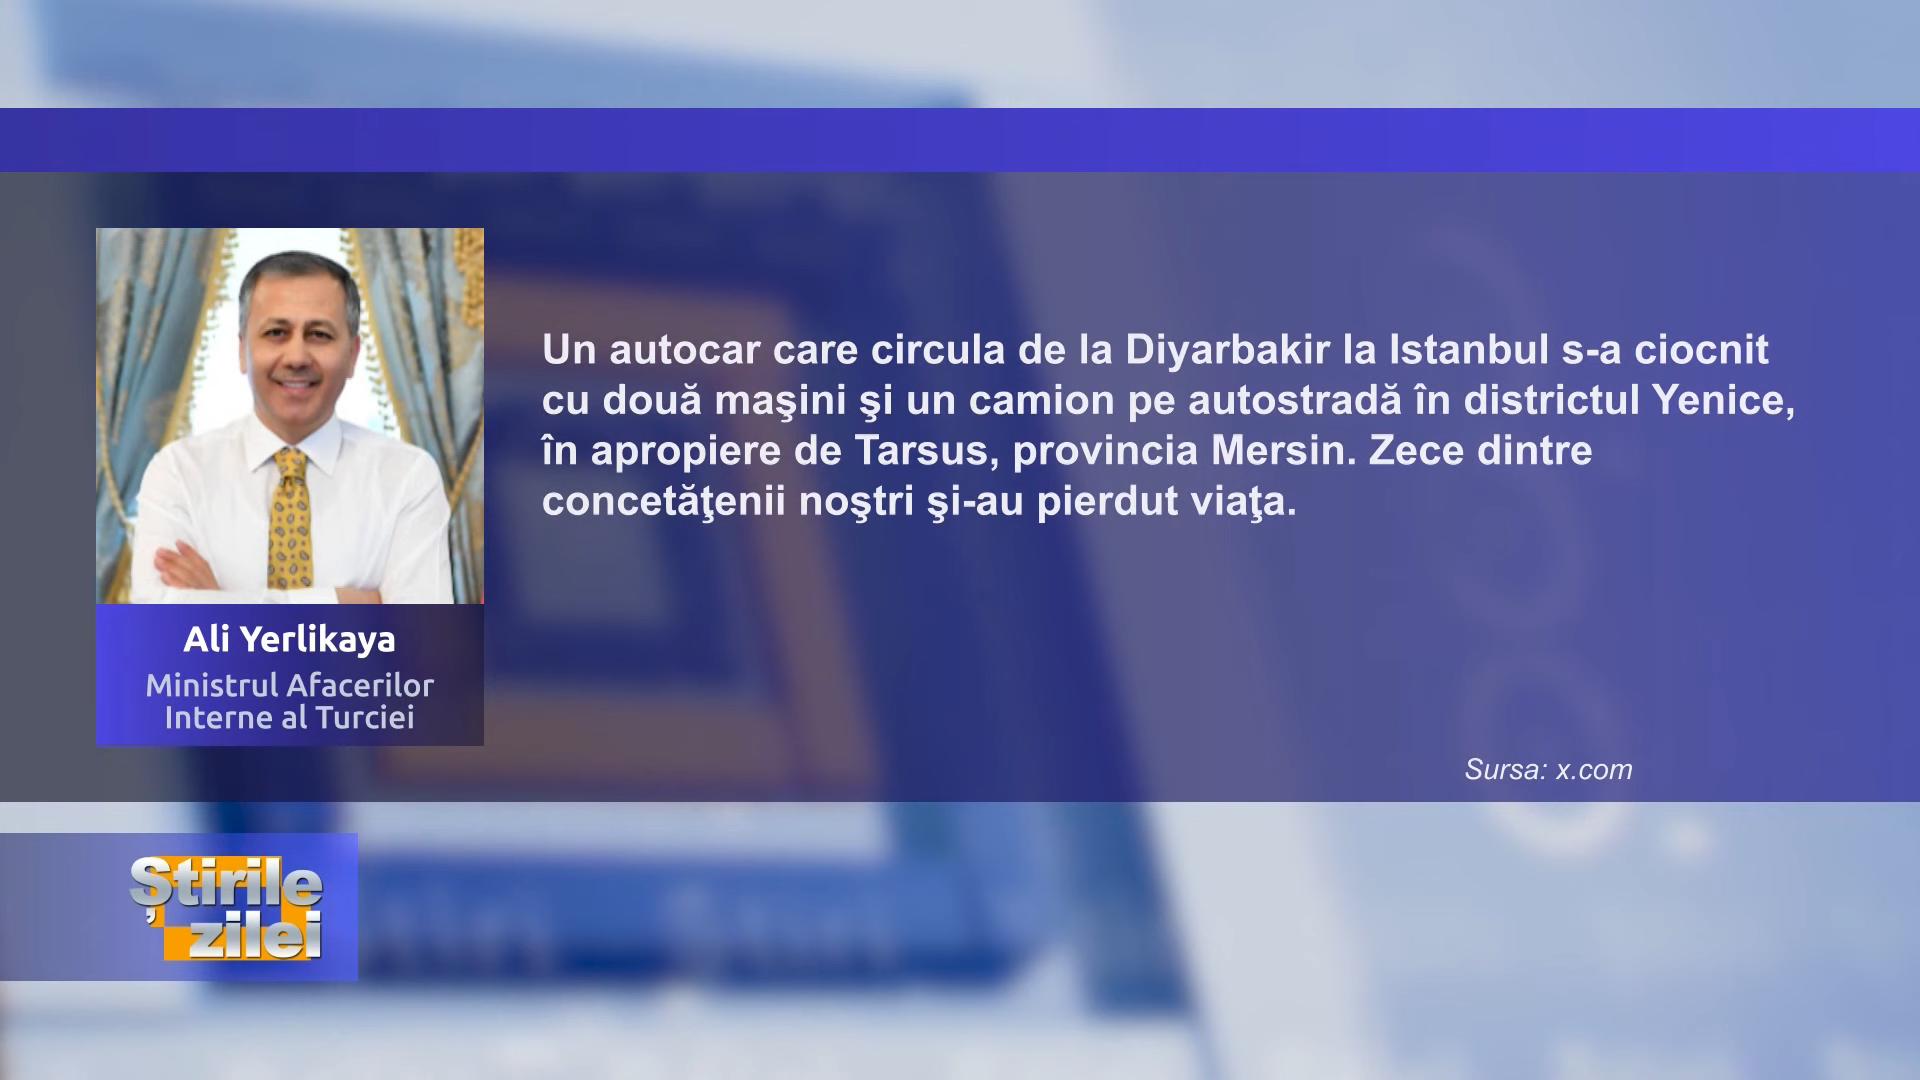 Un autocar care circula de la Diyarbakir la Istanbul s-a ciocnit
cu două maşini şi un camion pe autostradă în districtul Yenice,
în apropiere de Tarsus, provincia Mersin. Zece dintre
concetăţenii noştri şi-au pierdut viaţa.
Ali Yerlikaya
Ministrul Afacerilor
Interne al Turciei
Sursa: x.com
Știrile
zilei